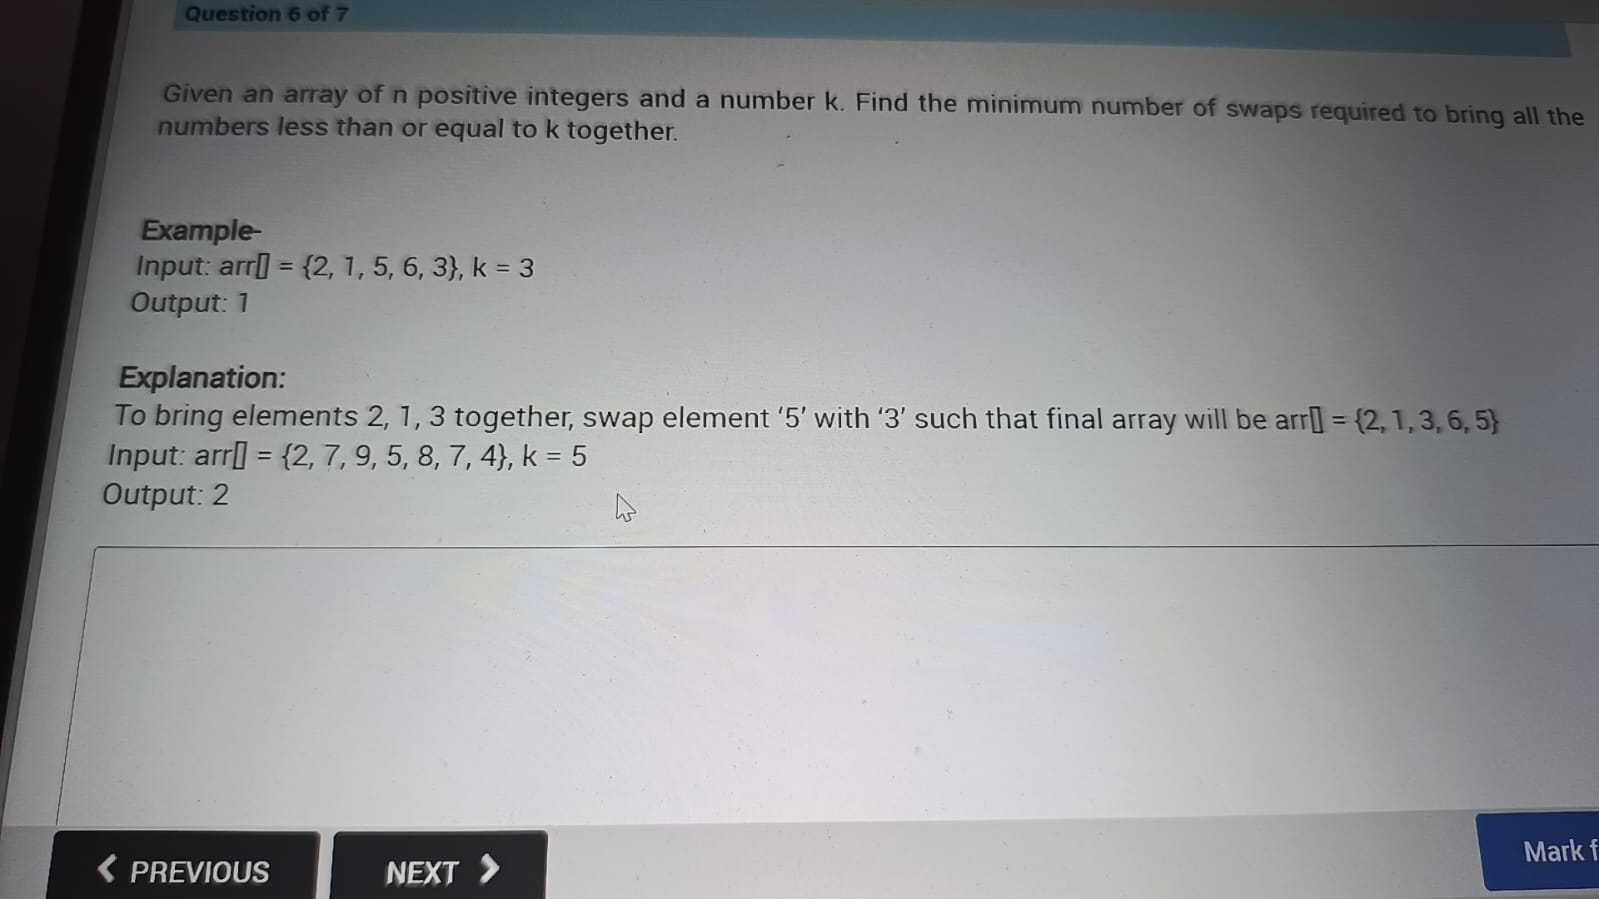 Question 6 of 7
Given an array of n positive integers and a number k. Find the minimum number of swaps required to bring all the
numbers less than or equal to k together.
Example-
Input: arr[] = {2, 1, 5, 6, 3}, k = 3
Output: 1
Explanation:
To bring elements 2, 1, 3 together, swap element ‘5’ with ‘3’ such that final array will be arr[] = {2, 1, 3, 6, 5}
Input: arr[] = {2, 7, 9, 5, 8, 7, 4}, k = 5
Output: 2
PREVIOUS
NEXT
Mark f